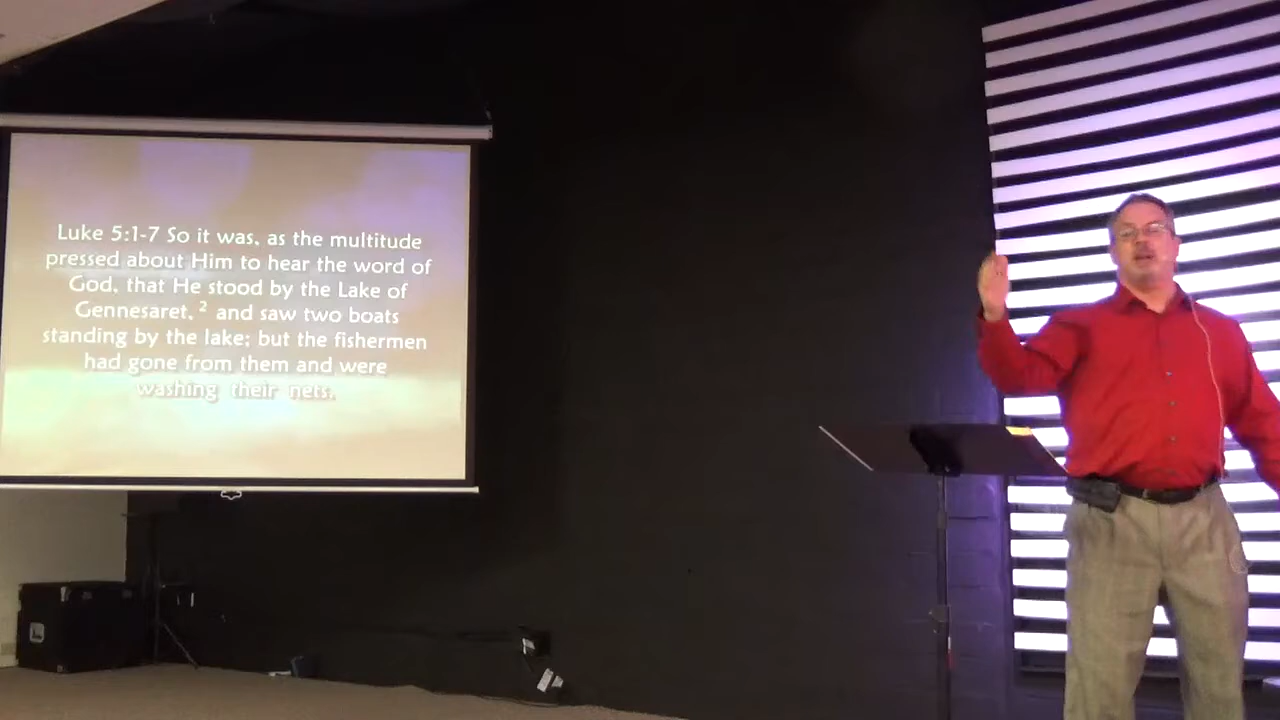 Luke 5:1-7 So it was, as the multitude
pressed about Him to hear the word of
God, that He stood by the Lake of
Gennesaret, ² and saw two boats
standing by the lake; but the fishermen
had gone from them and were
washing their nets.